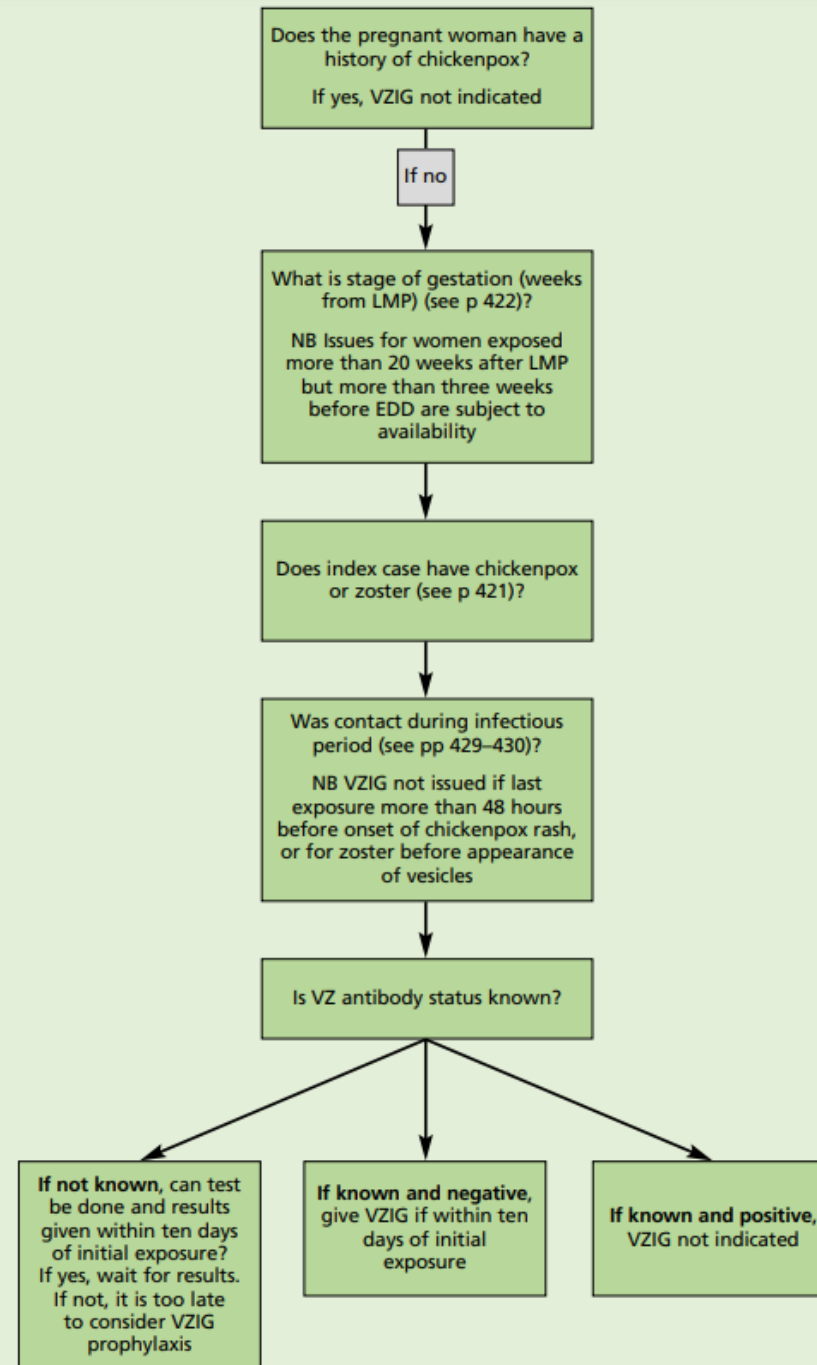 Does the pregnant woman have a
history of chickenpox?
If yes, VZIG not indicated
If no
What is stage of gestation (weeks
from LMP) (see p 422)?
NB Issues for women exposed
more than 20 weeks after LMP
but more than three weeks
before EDD are subject to
availability
Does index case have chickenpox
or zoster (see p 421)?
Was contact during infectious
period (see pp 429–430)?
NB VZIG not issued if last
exposure more than 48 hours
before onset of chickenpox rash,
or for zoster before appearance
of vesicles
Is VZ antibody status known?
If not known, can test
be done and results
given within ten days
of initial exposure?
If yes, wait for results.
If not, it is too late
to consider VZIG
prophylaxis
If known and negative,
give VZIG if within ten
days of initial
exposure
If known and positive,
VZIG not indicated